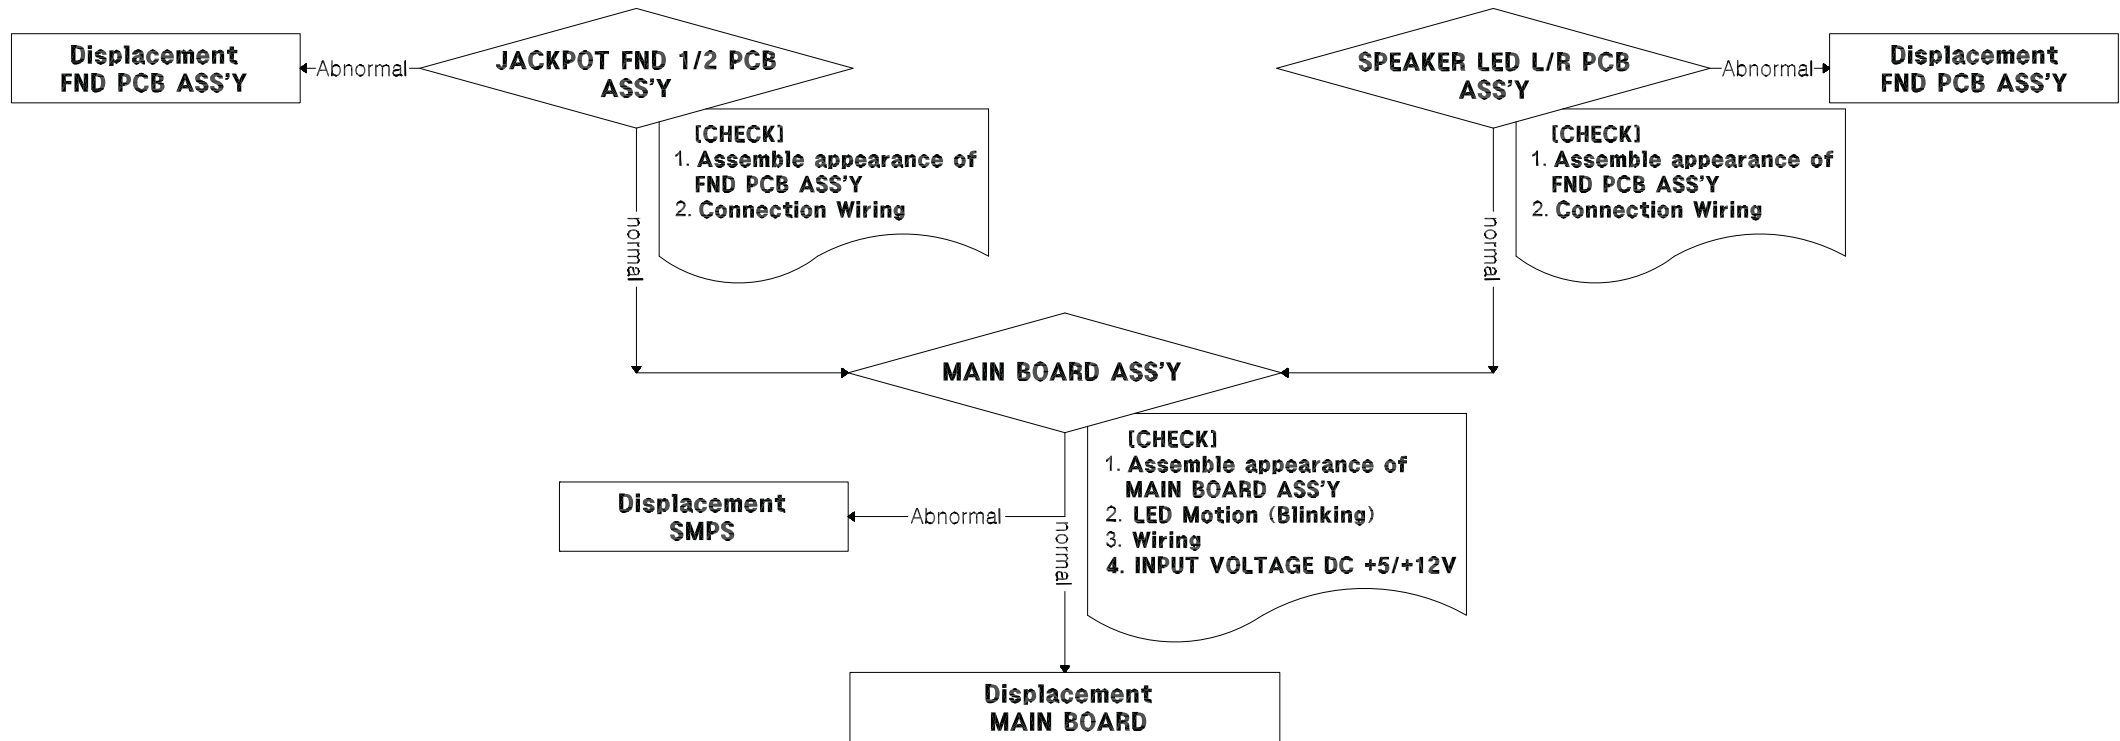 Displacement
FND PCB ASS'Y
Abnormal
JACKPOT FND 1/2 PCB
ASS'Y
[CHECK]
1. Assemble appearance of
FND PCB ASS'Y
2. Connection Wiring
normal
SPEAKER LED L/R PCB
ASS'Y
Abnormal
Displacement
FND PCB ASS'Y
[CHECK]
1. Assemble appearance of
FND PCB ASS'Y
2. Connection Wiring
normal
MAIN BOARD ASS'Y
[CHECK]
1. Assemble appearance of
MAIN BOARD ASS'Y
2. LED Motion (Blinking)
3. Wiring
4. INPUT VOLTAGE DC +5/+12V
Abnormal
Displacement
SMPS
normal
Displacement
MAIN BOARD